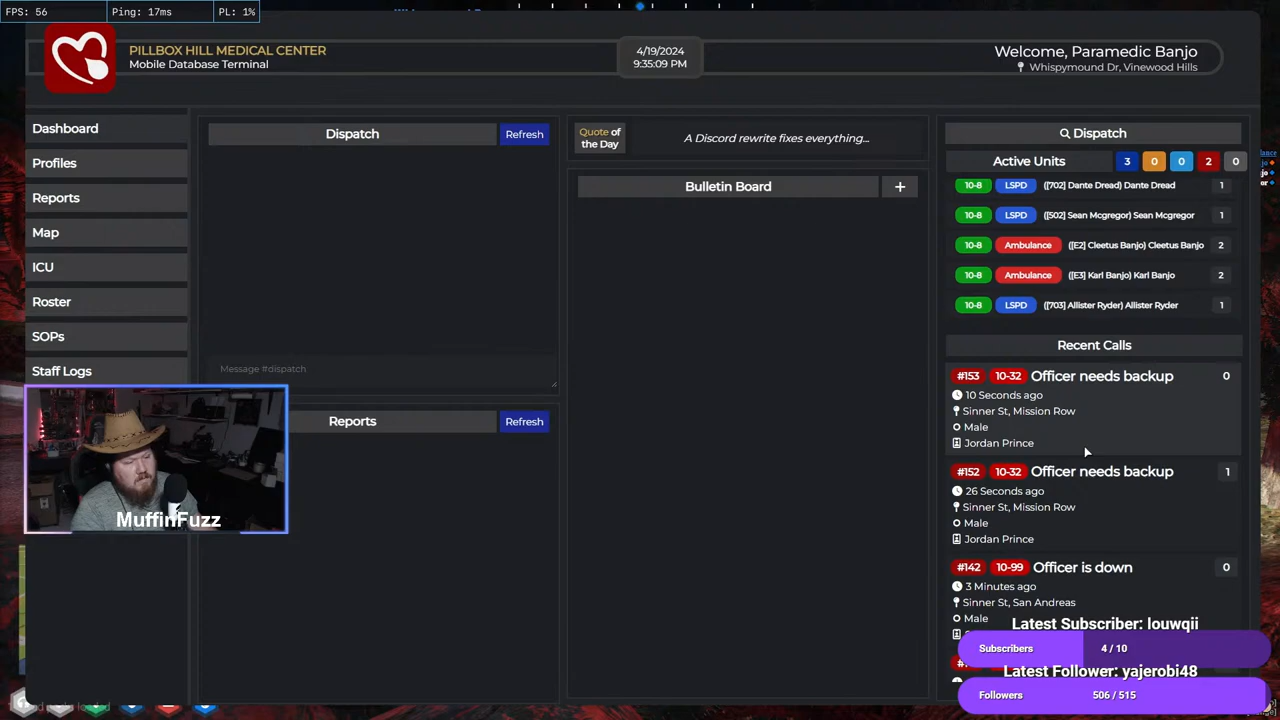 FPS: 56
Ping: 17ms
PL: 1%
PILLBOX HILL MEDICAL CENTER
Mobile Database Terminal
4/19/2024
9:35:09 PM
Welcome, Paramedic Banjo
Whispymound Dr, Vinewood Hills
Dashboard
Profiles
Reports
Map
ICU
Roster
SOPs
Staff Logs
Dispatch
Refresh
Message #dispatch
Reports
Refresh
Quote of
the Day
A Discord rewrite fixes everything...
Bulletin Board
+
Dispatch
Active Units 3 0 0 2 0
10-8 LSPD ([702] Dante Dread) Dante Dread 1
10-8 LSPD ([502] Sean Mcgregor) Sean Mcgregor 1
10-8 Ambulance ([E2] Cleetus Banjo) Cleetus Banjo 2
10-8 Ambulance ([E3] Karl Banjo) Karl Banjo 2
10-8 LSPD ([703] Allister Ryder) Allister Ryder 1
Recent Calls
#153 10-32 Officer needs backup 0
10 Seconds ago
Sinner St, Mission Row
Male
Jordan Prince
#152 10-32 Officer needs backup 1
26 Seconds ago
Sinner St, Mission Row
Male
Jordan Prince
#142 10-99 Officer is down 0
3 Minutes ago
Sinner St, San Andreas
Male
MuffinFuzz
Latest Subscriber: louwqii
Subscribers 4 / 10
Latest Follower: yajerobi48
Followers 506 / 515